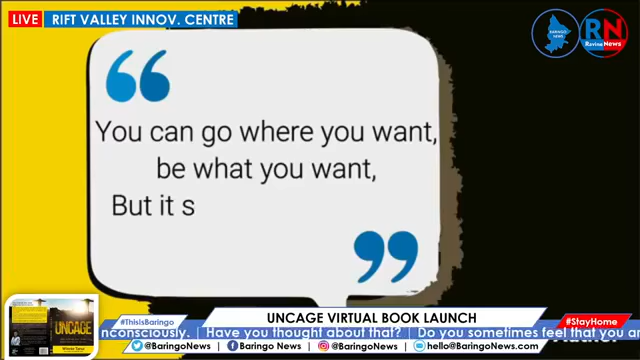 LIVE
RIFT VALLEY INNOV. CENTRE
BARINGO
NEWS
RN
RavineNews
You can go where you want,
be what you want,
But it s
UNCAGE
#ThisIsBaringo
UNCAGE VIRTUAL BOOK LAUNCH
#StayHome
nconsciously. | Have you thought about that? | Do you sometimes feel that you ar
@BaringoNews | @BaringoNews | @BaringoNews | hello@BaringoNews.com